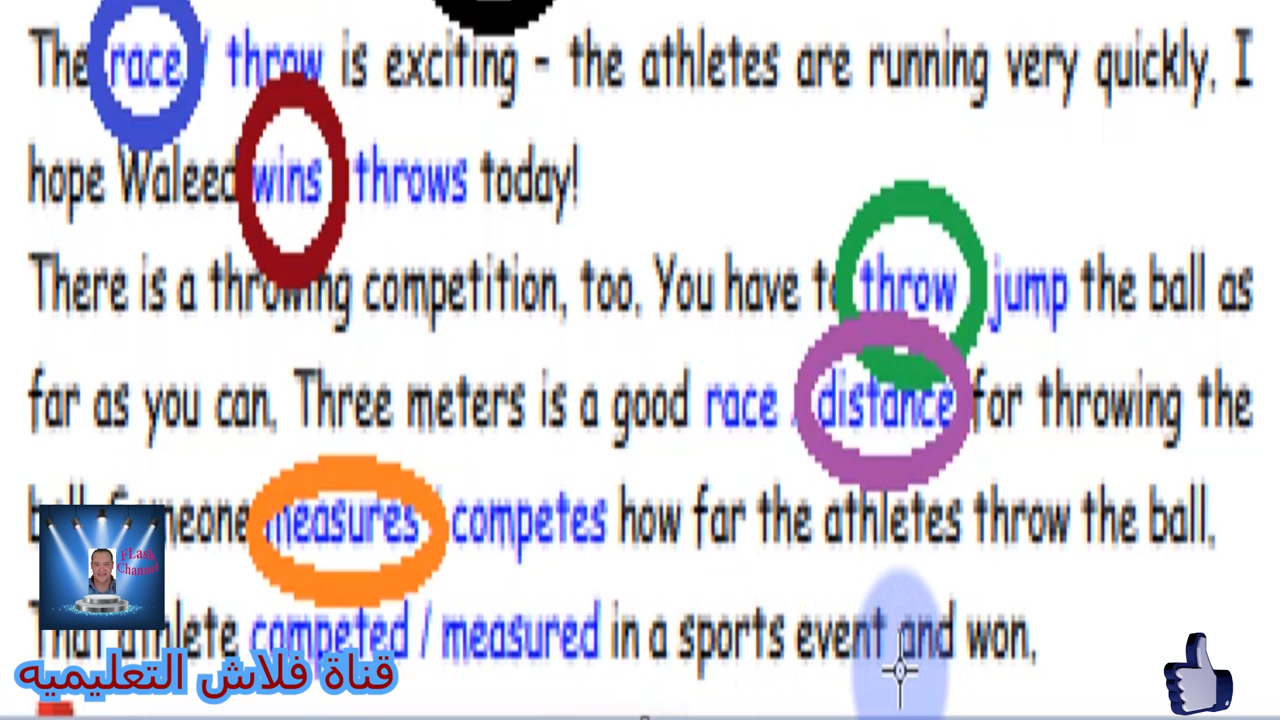 The race / throw is exciting - the athletes are running very quickly. I
hope Waleed wins throws today!
There is a throwing competition, too. You have to throw jump the ball as
far as you can. Three meters is a good race / distance for throwing the
ball. Someone measures competes how far the athletes throw the ball.
That athlete competed / measured in a sports event and won.
FLash
Channel
قناة فلاش التعليميه